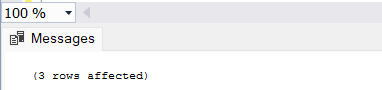 100 %
Messages
(3 rows affected)